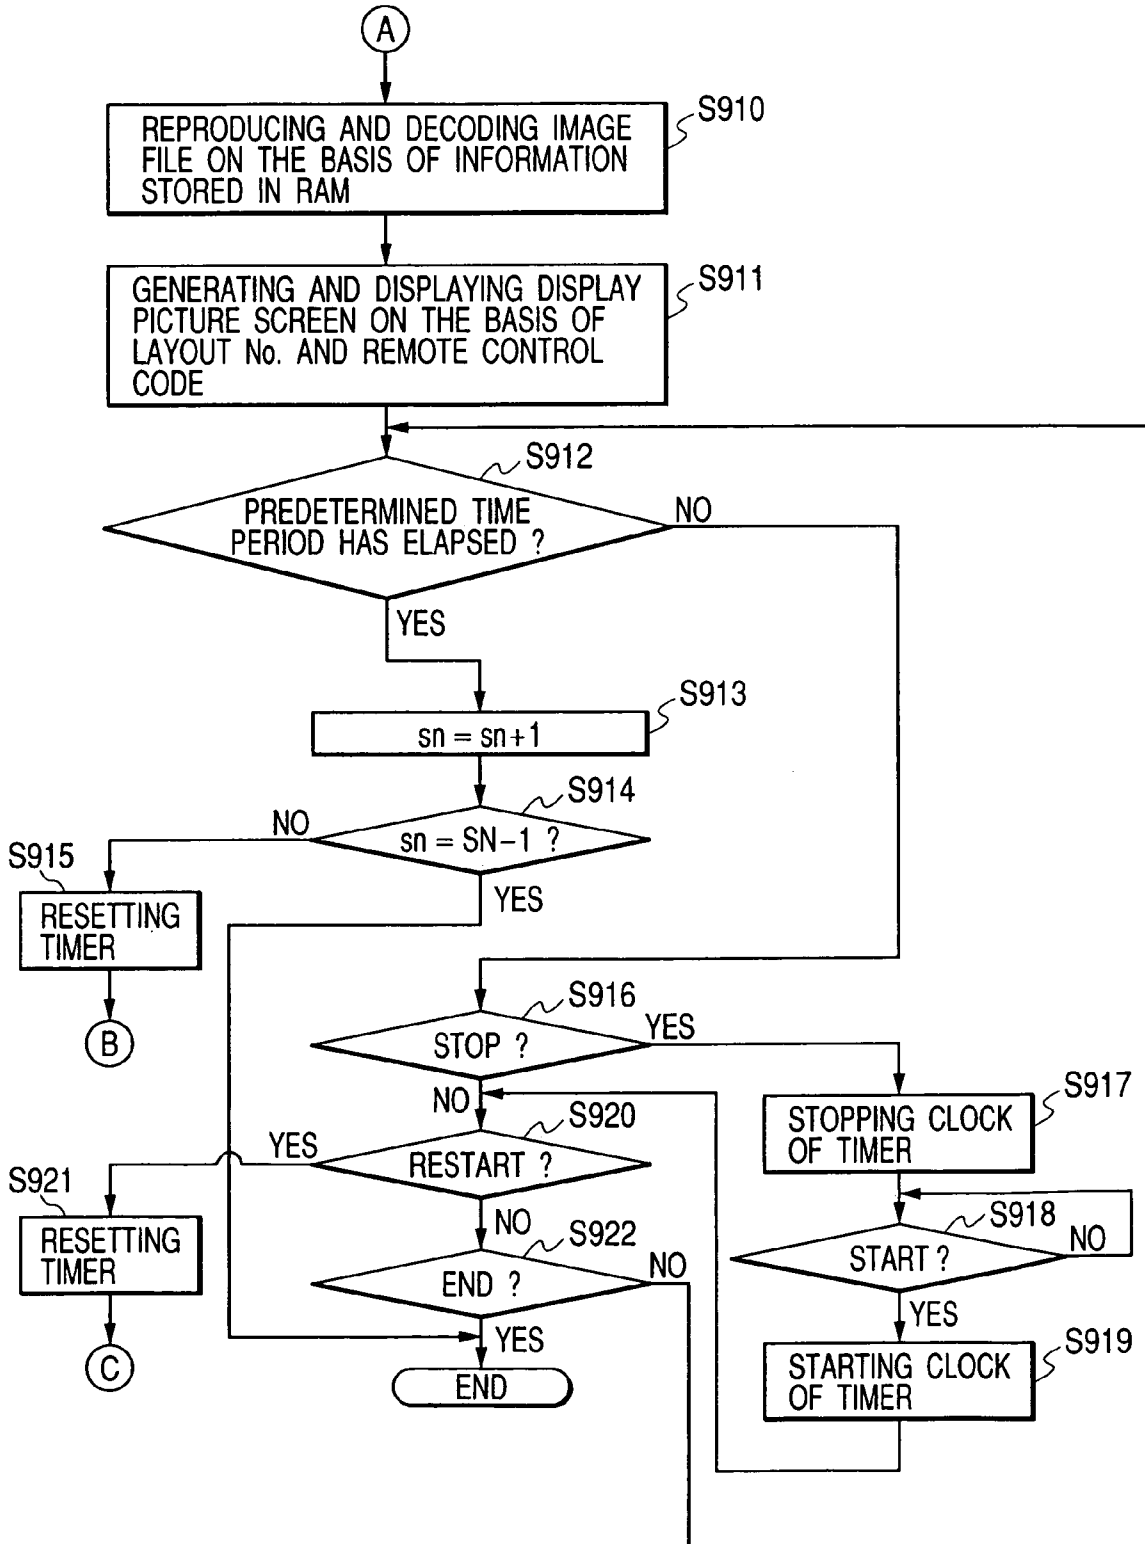 A
S910
REPRODUCING AND DECODING IMAGE
FILE ON THE BASIS OF INFORMATION
STORED IN RAM
S911
GENERATING AND DISPLAYING DISPLAY
PICTURE SCREEN ON THE BASIS OF
LAYOUT No. AND REMOTE CONTROL
CODE
S912
PREDETERMINED TIME
PERIOD HAS ELAPSED ?
NO
YES
S913
sn = sn+1
S914
sn = SN-1 ?
NO
YES
S915
RESETTING
TIMER
B
S916
STOP ?
YES
NO
S917
STOPPING CLOCK
OF TIMER
S918
START ?
NO
YES
S919
STARTING CLOCK
OF TIMER
S920
RESTART ?
YES
NO
S921
RESETTING
TIMER
C
S922
END ?
NO
YES
END